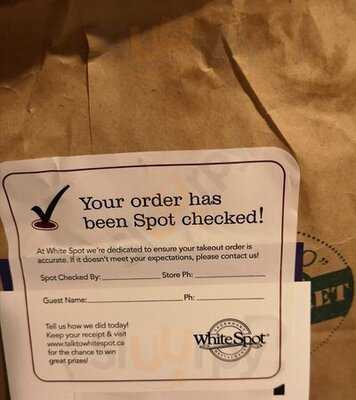 Your order has
been Spot checked!
At White Spot we're dedicated to ensure your takeout order is
accurate. If it doesn't meet your expectations, please contact us!
Spot Checked By: Store Ph:
Guest Name: Ph:
Tell us how we did today!
Keep your receipt & visit
www.talktowhitespot.ca
for the chance to win
great prizes!
White Spot